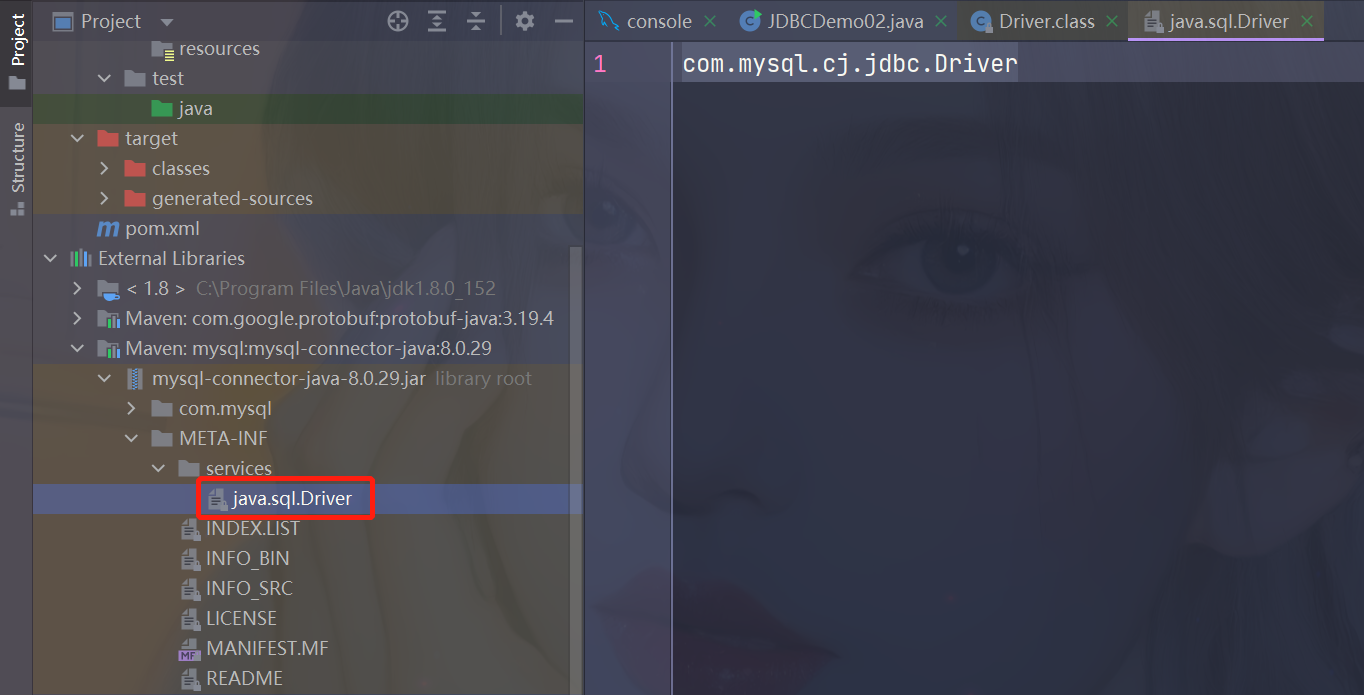 Project
Structure
Project
resources
test
java
target
classes
generated-sources
pom.xml
External Libraries
< 1.8 > C:\Program Files\Java\jdk1.8.0_152
Maven: com.google.protobuf:protobuf-java:3.19.4
Maven: mysql:mysql-connector-java:8.0.29
mysql-connector-java-8.0.29.jar library root
com.mysql
META-INF
services
java.sql.Driver
INDEX.LIST
INFO_BIN
INFO_SRC
LICENSE
MF MANIFEST.MF
README
console JDBCDemo02.java Driver.class java.sql.Driver
1 com.mysql.cj.jdbc.Driver